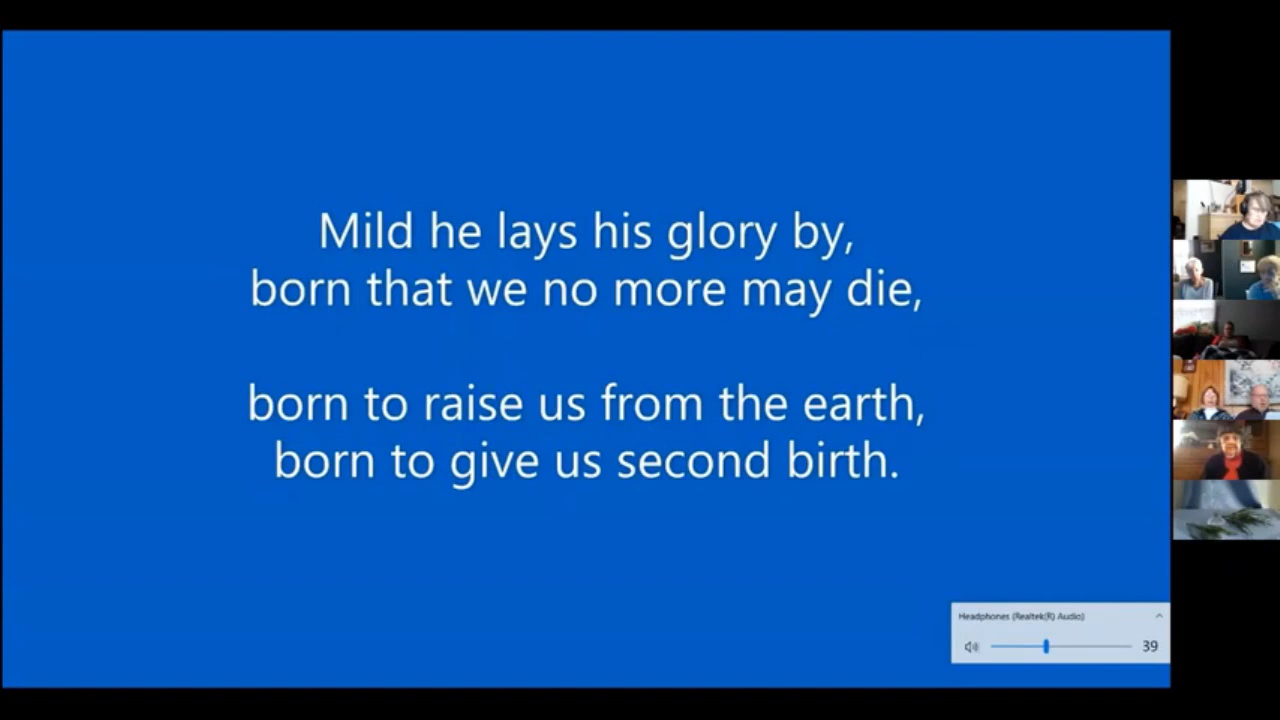 Mild he lays his glory by,
born that we no more may die,
born to raise us from the earth,
born to give us second birth.
Headphones (Realtek(R) Audio)
39